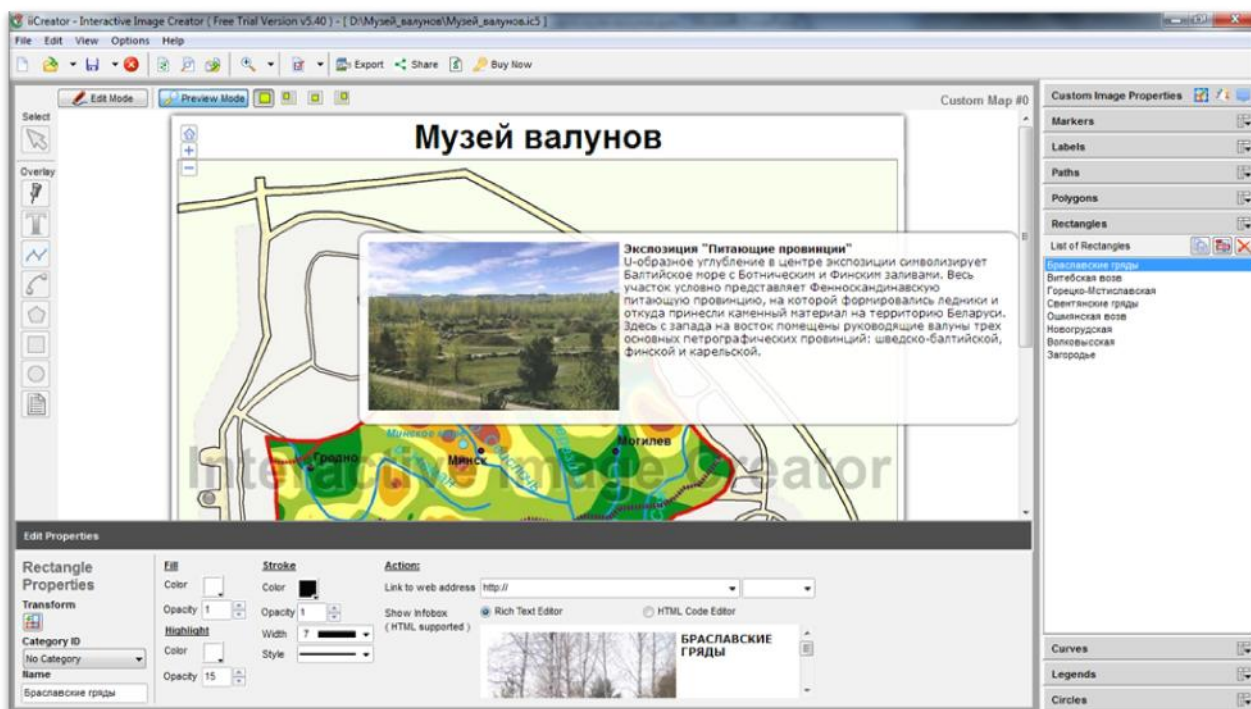 iiCreator - Interactive Image Creator ( Free Trial Version v5.40 ) - [ D:\Музей_валунов\Музей_валунов.ic5 ]
File Edit View Options Help
Export Share Buy Now
Edit Mode Preview Mode Custom Map #0
Select
Overlay
Музей валунов
Экспозиция "Питающие провинции"
U-образное углубление в центре экспозиции символизирует
Балтийское море с Ботническим и Финским заливами. Весь
участок условно представляет Фенноскандинавскую
питающую провинцию, на которой формировались ледники и
откуда принесли каменный материал на территорию Беларуси.
Здесь с запада на восток помещены руководящие валуны трех
основных петрографических провинций: шведско-балтийской,
финской и карельской.
Минское
Могилев
Гродно
Минск
Свислочь
Interactive Image Creator
Custom Image Properties
Markers
Labels
Paths
Polygons
Rectangles
List of Rectangles
Браславские гряды
Витебская возв
Горецко-Мстиславская
Свентянские гряды
Ошмянская возв
Новогрудская
Волковысская
Загородье
Curves
Legends
Circles
Edit Properties
Rectangle
Properties
Transform
Category ID
No Category
Name
Браславские гряды
Fill
Color
Opacity 1
Highlight
Color
Opacity 15
Stroke
Color
Opacity 1
Width 7
Style
Action:
Link to web address http://
Show Infobox
( HTML supported )
Rich Text Editor HTML Code Editor
БРАСЛАВСКИЕ
ГРЯДЫ